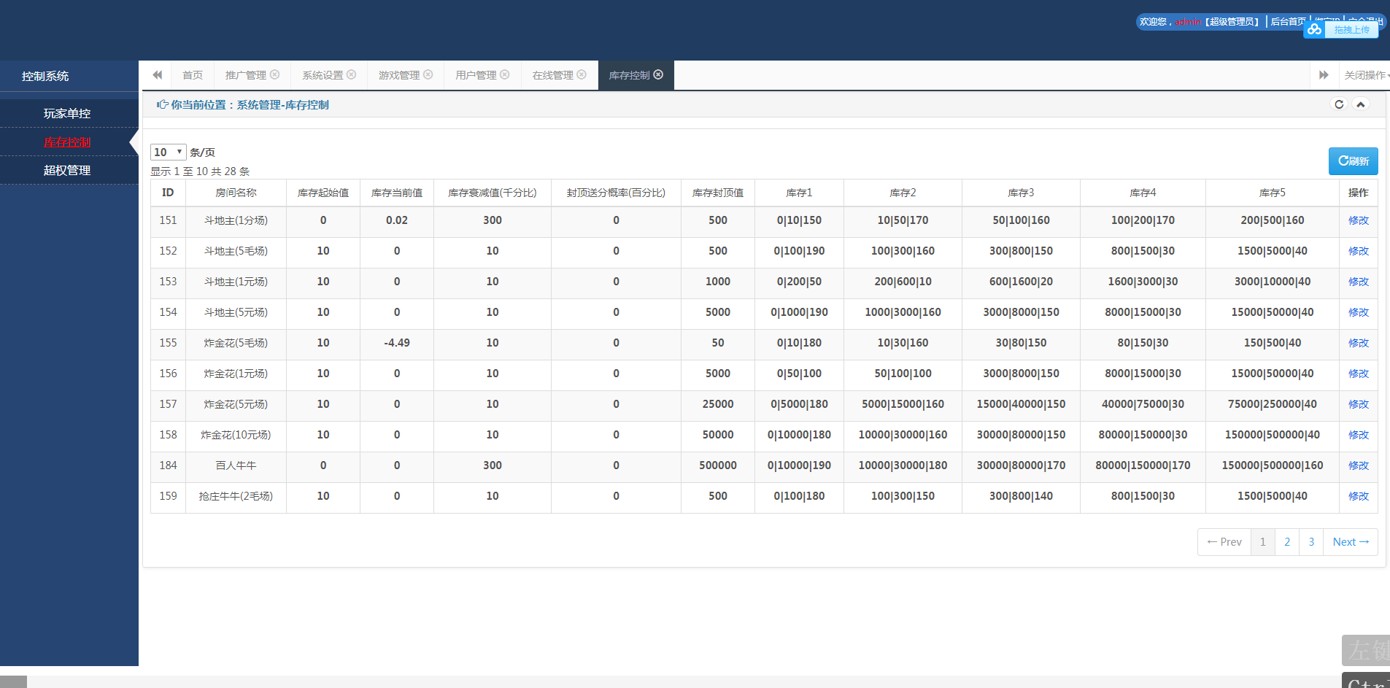 欢迎您，admin【超级管理员】 | 后台首页
拖拽上传
控制系统
首页 推广管理 系统设置 游戏管理 用户管理 在线管理 库存控制 关闭操作
玩家单控
库存控制
超权管理
你当前位置：系统管理-库存控制
10 条/页
显示 1 至 10 共 28 条
刷新
ID 房间名称 库存起始值 库存当前值 库存衰减值(千分比) 封顶送分概率(百分比) 库存封顶值 库存1 库存2 库存3 库存4 库存5 操作
151 斗地主(1分场) 0 0.02 300 0 500 0|10|150 10|50|170 50|100|160 100|200|170 200|500|160 修改
152 斗地主(5毛场) 10 0 10 0 500 0|100|190 100|300|160 300|800|150 800|1500|30 1500|5000|40 修改
153 斗地主(1元场) 10 0 10 0 1000 0|200|50 200|600|10 600|1600|20 1600|3000|30 3000|10000|40 修改
154 斗地主(5元场) 10 0 10 0 5000 0|1000|190 1000|3000|160 3000|8000|150 8000|15000|30 15000|50000|40 修改
155 炸金花(5毛场) 10 -4.49 10 0 50 0|10|180 10|30|160 30|80|150 80|150|30 150|500|40 修改
156 炸金花(1元场) 10 0 10 0 5000 0|50|100 50|100|100 3000|8000|150 8000|15000|30 15000|50000|40 修改
157 炸金花(5元场) 10 0 10 0 25000 0|5000|180 5000|15000|160 15000|40000|150 40000|75000|30 75000|250000|40 修改
158 炸金花(10元场) 10 0 10 0 50000 0|10000|180 10000|30000|160 30000|80000|150 80000|150000|30 150000|500000|40 修改
184 百人牛牛 0 0 300 0 500000 0|10000|190 10000|30000|180 30000|80000|170 80000|150000|170 150000|500000|160 修改
159 抢庄牛牛(2毛场) 10 0 10 0 500 0|100|180 100|300|150 300|800|140 800|1500|30 1500|5000|40 修改
← Prev 1 2 3 Next →
左键
Ctrl